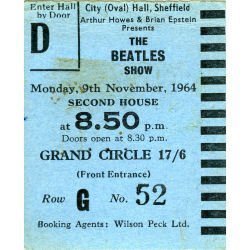 Enter Hall
by Door
D
City (Oval) Hall, Sheffield
Arthur Howes & Brian Epstein
Presents
THE
BEATLES
SHOW
Monday, 9th November, 1964
SECOND HOUSE
at 8.50 p.m.
Doors open at 8.30 p.m.
GRAND CIRCLE 17/6
(Front Entrance)
Row G No. 52
Booking Agents: Wilson Peck Ltd.